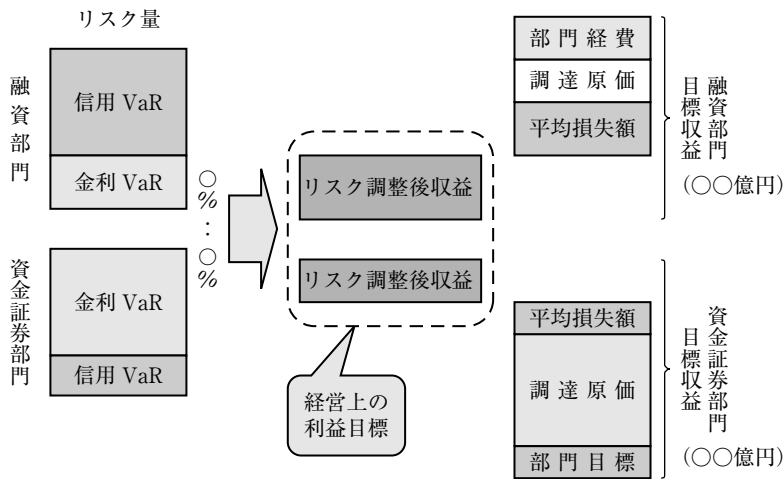 リスク量
融資部門
信用 VaR
金利 VaR
資金証券部門
金利 VaR
信用 VaR
○%…○%
リスク調整後収益
リスク調整後収益
経営上の
利益目標
部門経費
調達原価
平均損失額
融資部門
目標収益
(○○億円)
平均損失額
調達原価
部門目標
資金証券部門
目標収益
(○○億円)